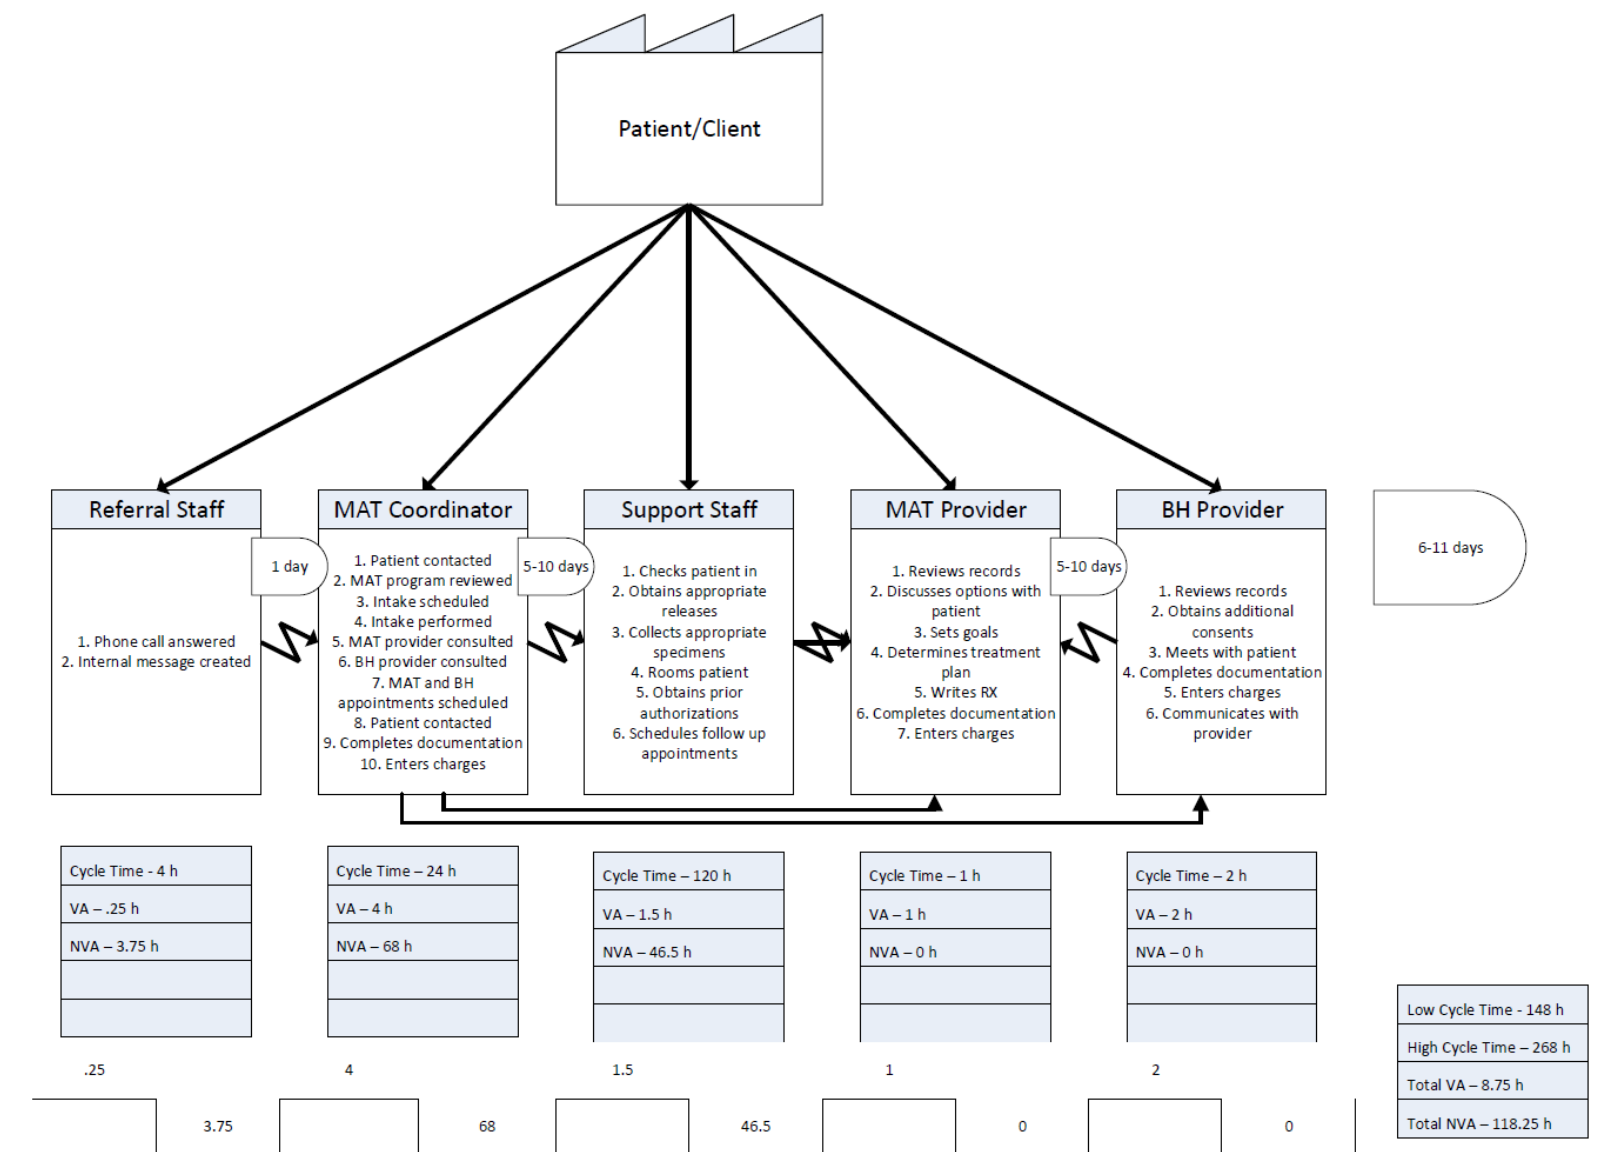 Patient/Client
Referral Staff
1. Phone call answered
2. Internal message created
1 day
MAT Coordinator
1. Patient contacted
2. MAT program reviewed
3. Intake scheduled
4. Intake performed
5. MAT provider consulted
6. BH provider consulted
7. MAT and BH
appointments scheduled
8. Patient contacted
9. Completes documentation
10. Enters charges
5-10 days
Support Staff
1. Checks patient in
2. Obtains appropriate
releases
3. Collects appropriate
specimens
4. Rooms patient
5. Obtains prior
authorizations
6. Schedules follow up
appointments
MAT Provider
1. Reviews records
2. Discusses options with
patient
3. Sets goals
4. Determines treatment
plan
5. Writes RX
6. Completes documentation
7. Enters charges
5-10 days
BH Provider
1. Reviews records
2. Obtains additional
consents
3. Meets with patient
4. Completes documentation
5. Enters charges
6. Communicates with
provider
6-11 days
Cycle Time - 4 h
VA – .25 h
NVA – 3.75 h
Cycle Time – 24 h
VA – 4 h
NVA – 68 h
Cycle Time – 120 h
VA – 1.5 h
NVA – 46.5 h
Cycle Time – 1 h
VA – 1 h
NVA – 0 h
Cycle Time – 2 h
VA – 2 h
NVA – 0 h
Low Cycle Time - 148 h
High Cycle Time – 268 h
Total VA – 8.75 h
Total NVA – 118.25 h
.25
4
1.5
1
2
3.75
68
46.5
0
0